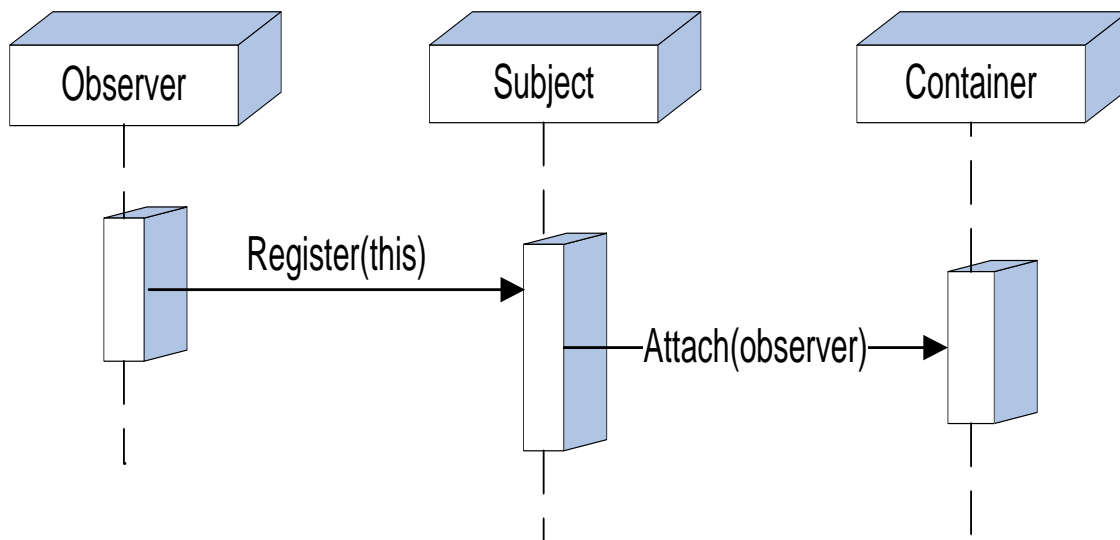 Observer
Subject
Container
Register(this)
Attach(observer)